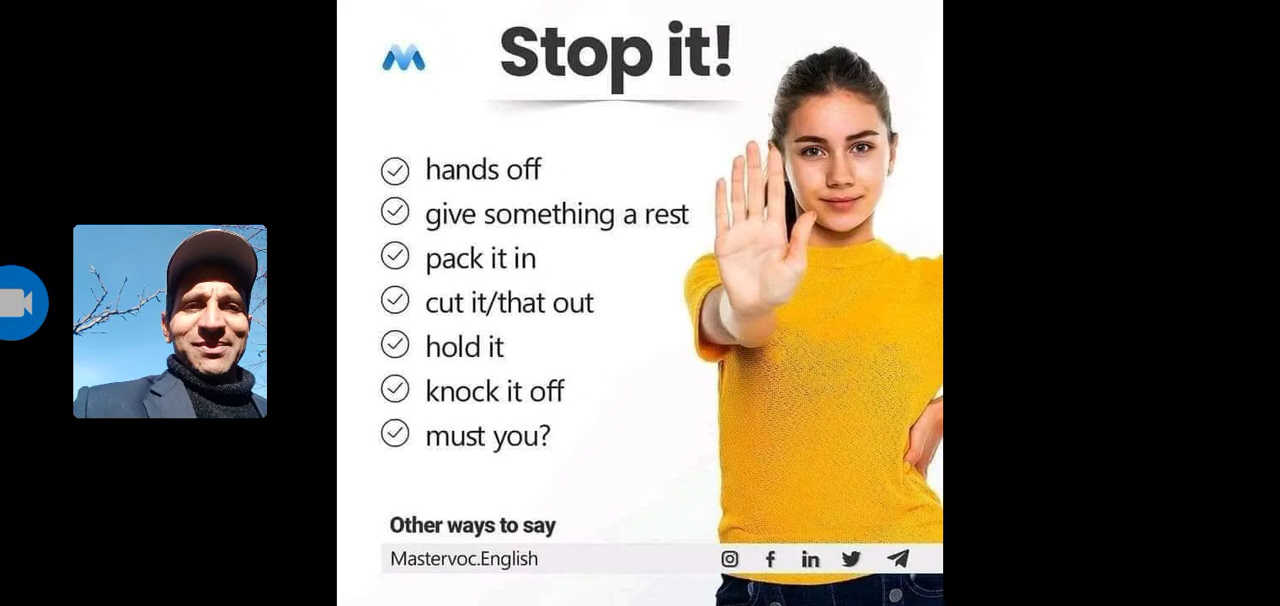 Stop it!
hands off
give something a rest
pack it in
cut it/that out
hold it
knock it off
must you?
Other ways to say
Mastervoc.English